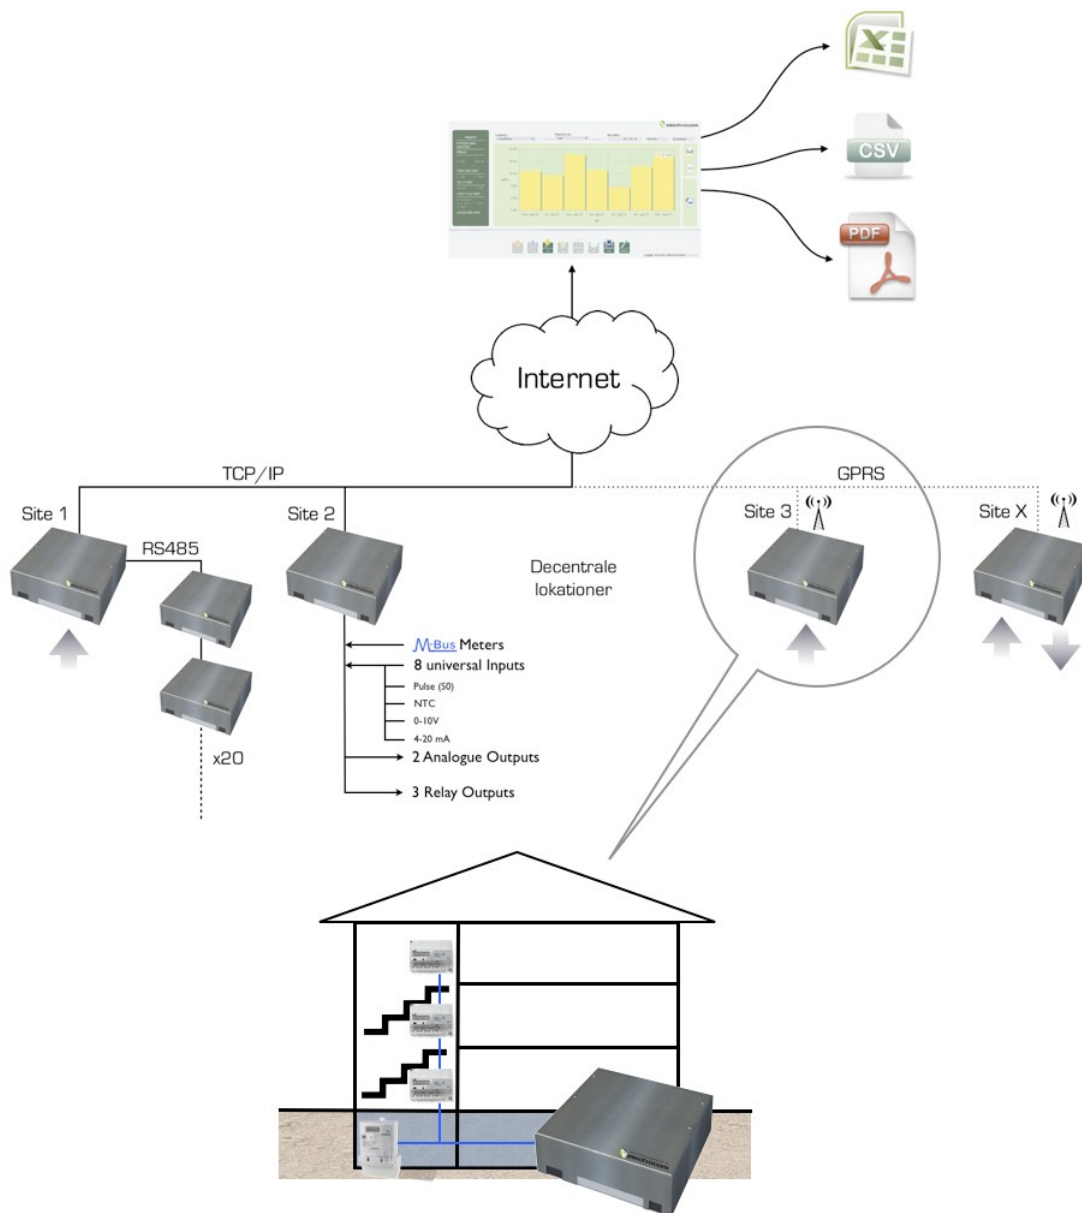 CSV
PDF
Internet
TCP/IP
GPRS
Site 1
Site 2
Site 3
Site X
RS485
Decentrale
lokationer
M-Bus Meters
8 universal Inputs
Pulse (S0)
NTC
0-10V
4-20 mA
x20
2 Analogue Outputs
3 Relay Outputs